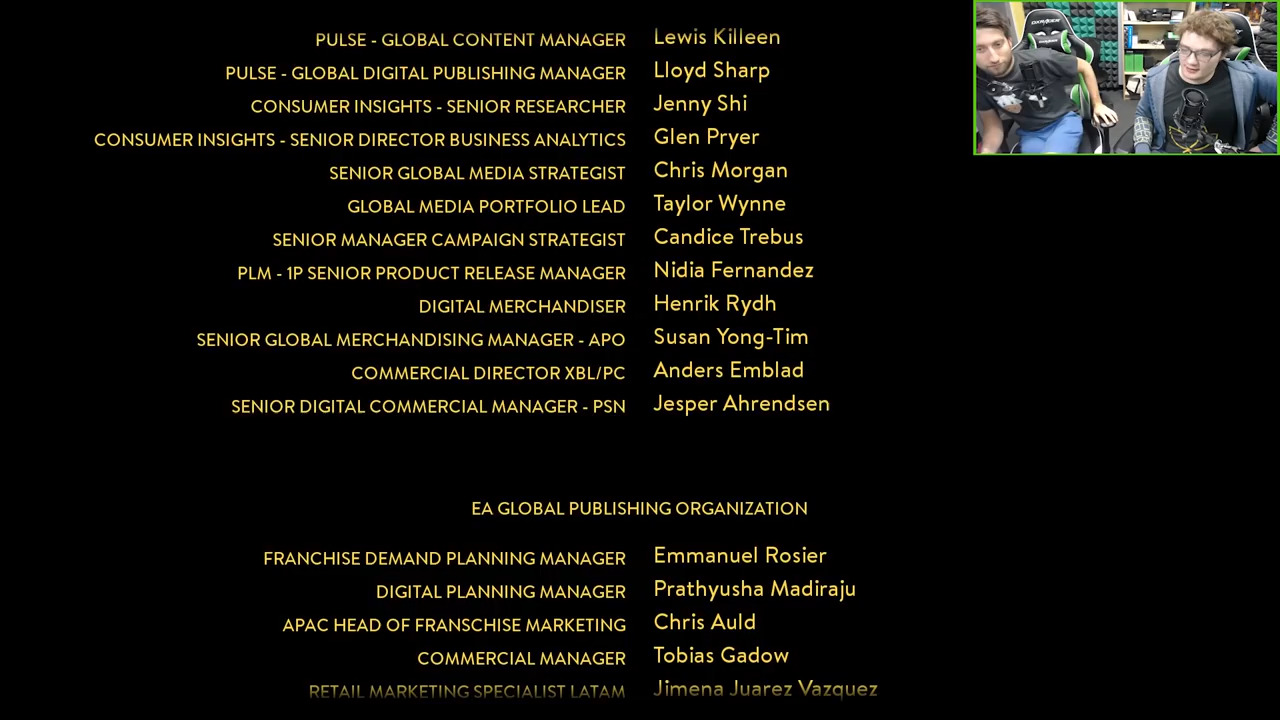 PULSE - GLOBAL CONTENT MANAGER Lewis Killeen
PULSE - GLOBAL DIGITAL PUBLISHING MANAGER Lloyd Sharp
CONSUMER INSIGHTS - SENIOR RESEARCHER Jenny Shi
CONSUMER INSIGHTS - SENIOR DIRECTOR BUSINESS ANALYTICS Glen Pryer
SENIOR GLOBAL MEDIA STRATEGIST Chris Morgan
GLOBAL MEDIA PORTFOLIO LEAD Taylor Wynne
SENIOR MANAGER CAMPAIGN STRATEGIST Candice Trebus
PLM - 1P SENIOR PRODUCT RELEASE MANAGER Nidia Fernandez
DIGITAL MERCHANDISER Henrik Rydh
SENIOR GLOBAL MERCHANDISING MANAGER - APO Susan Yong-Tim
COMMERCIAL DIRECTOR XBL/PC Anders Emblad
SENIOR DIGITAL COMMERCIAL MANAGER - PSN Jesper Ahrendsen
EA GLOBAL PUBLISHING ORGANIZATION
FRANCHISE DEMAND PLANNING MANAGER Emmanuel Rosier
DIGITAL PLANNING MANAGER Prathyusha Madiraju
APAC HEAD OF FRANSCHISE MARKETING Chris Auld
COMMERCIAL MANAGER Tobias Gadow
RETAIL MARKETING SPECIALIST LATAM Jimena Juarez Vazquez